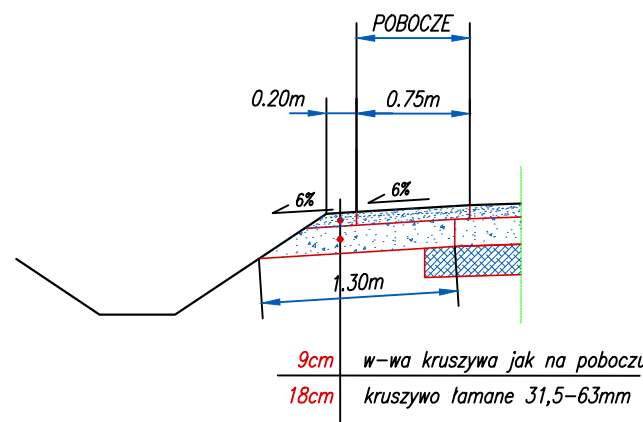 POBOCZE
0.20m
0.75m
6%
6%
1.30m
9cm w-wa kruszywa jak na poboczu
18cm kruszywo łamane 31,5-63mm